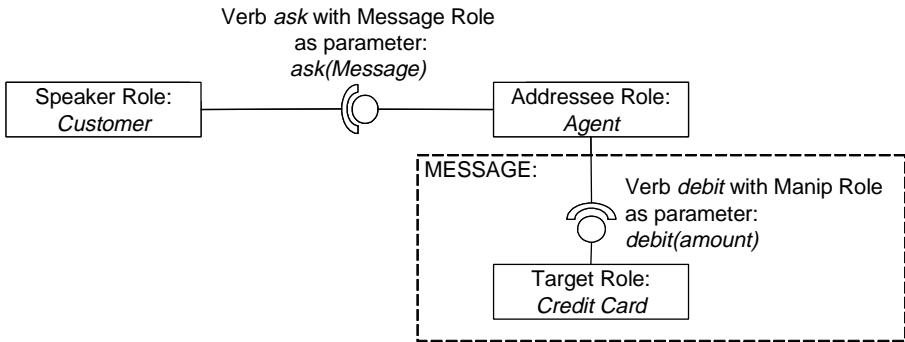 Verb ask with Message Role
as parameter:
ask(Message)
Speaker Role:
Customer
Addressee Role:
Agent
MESSAGE:
Verb debit with Manip Role
as parameter:
debit(amount)
Target Role:
Credit Card